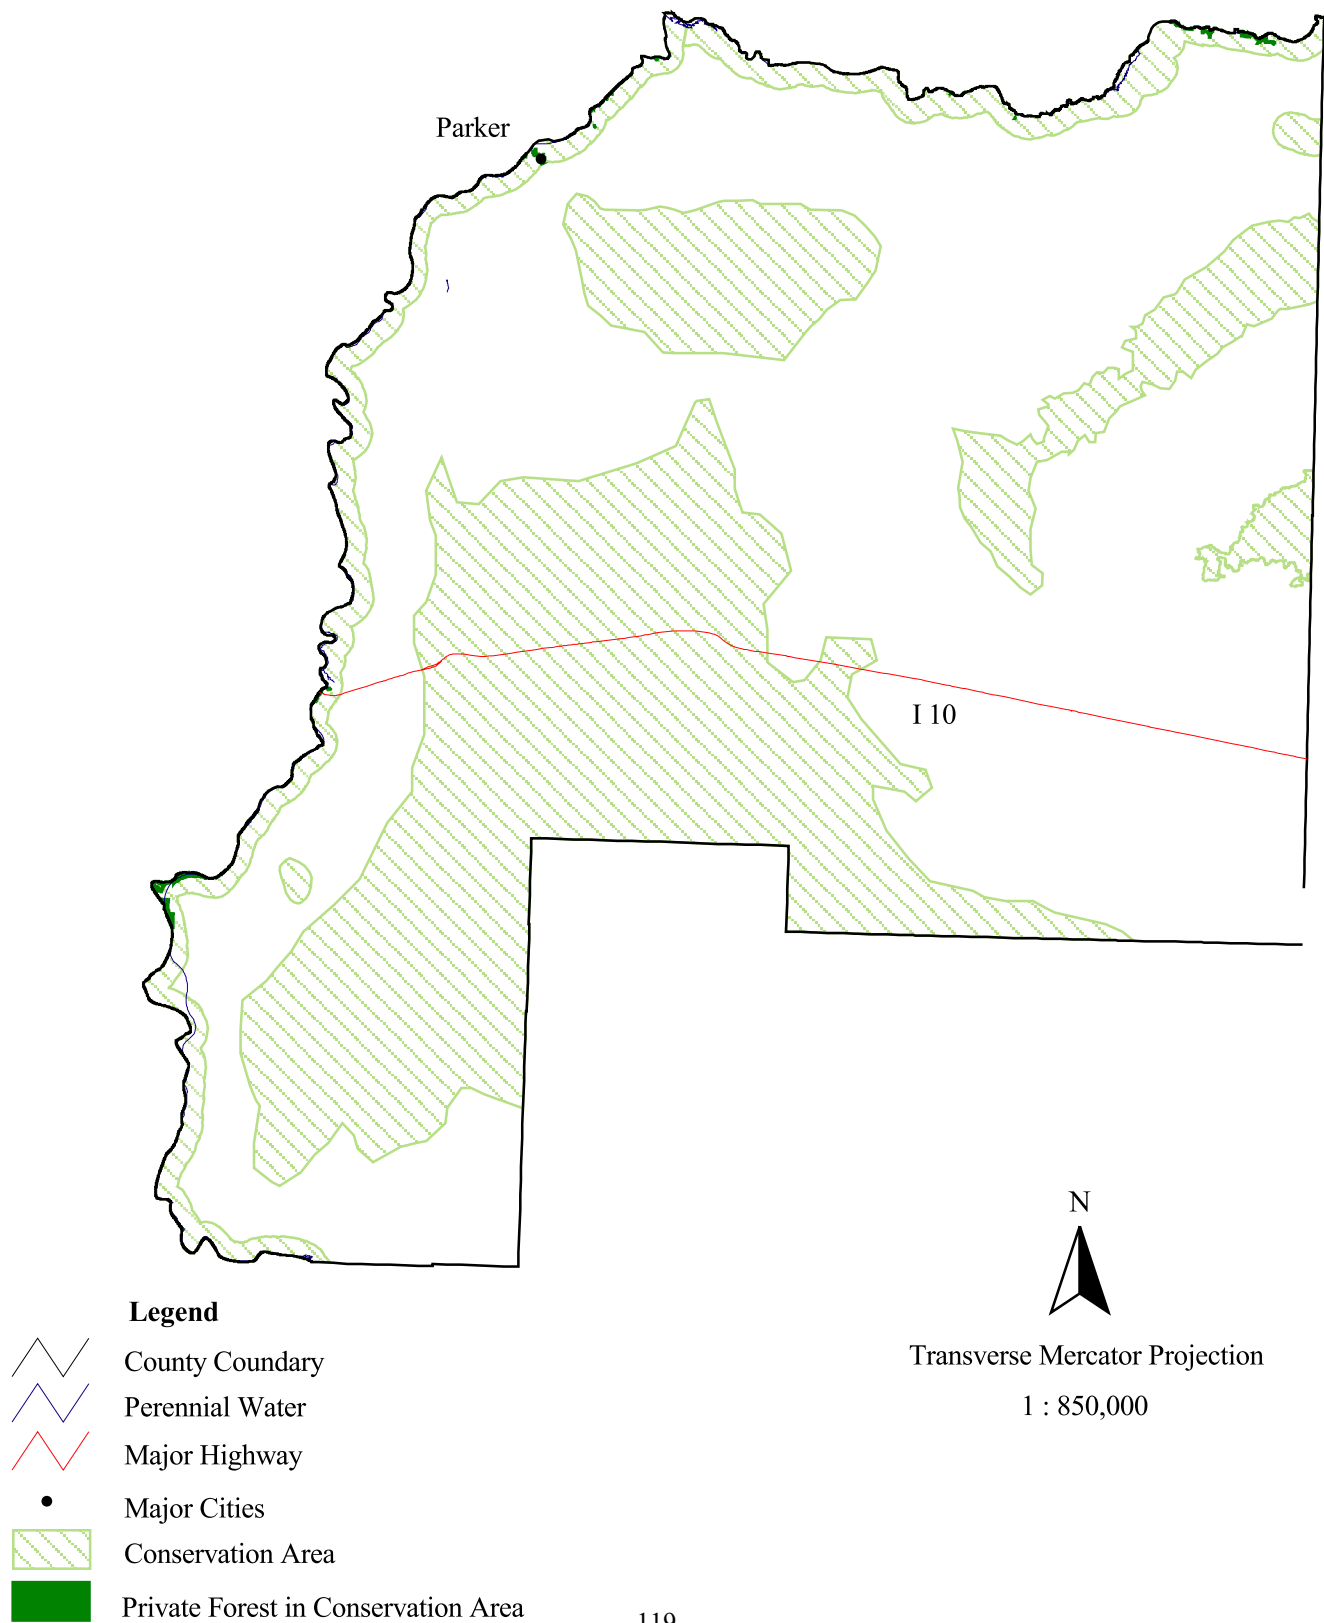 Parker
I 10
N
Transverse Mercator Projection
1 : 850,000
Legend
County Coundary
Perennial Water
Major Highway
Major Cities
Conservation Area
Private Forest in Conservation Area
119